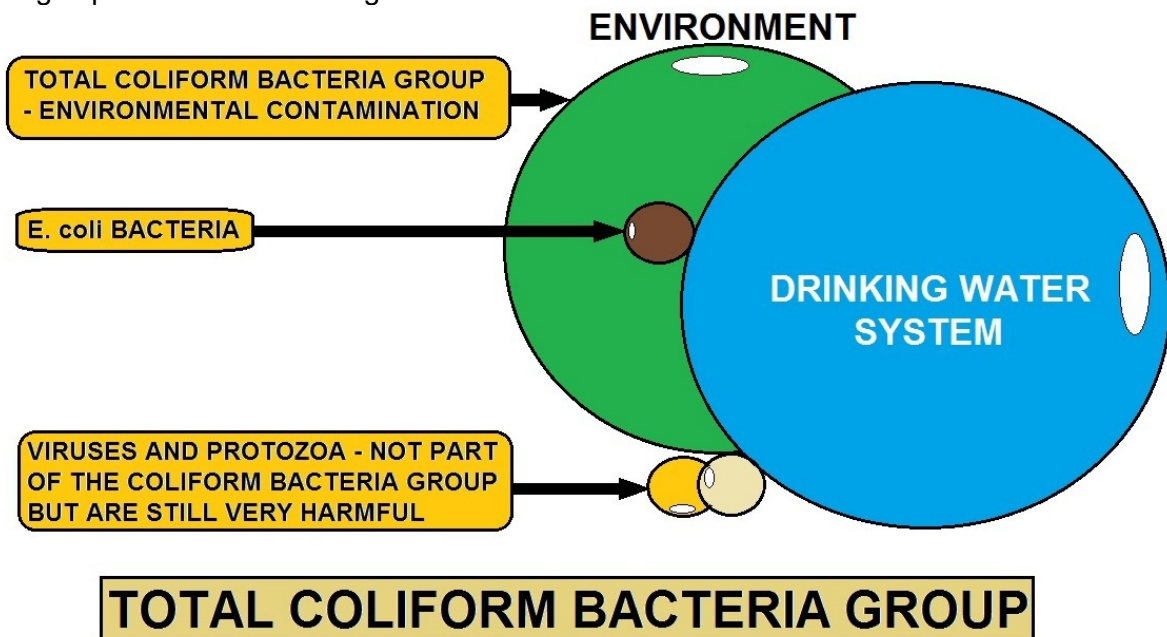 ENVIRONMENT
TOTAL COLIFORM BACTERIA GROUP
- ENVIRONMENTAL CONTAMINATION
E. coli BACTERIA
DRINKING WATER
SYSTEM
VIRUSES AND PROTOZOA - NOT PART
OF THE COLIFORM BACTERIA GROUP
BUT ARE STILL VERY HARMFUL
TOTAL COLIFORM BACTERIA GROUP